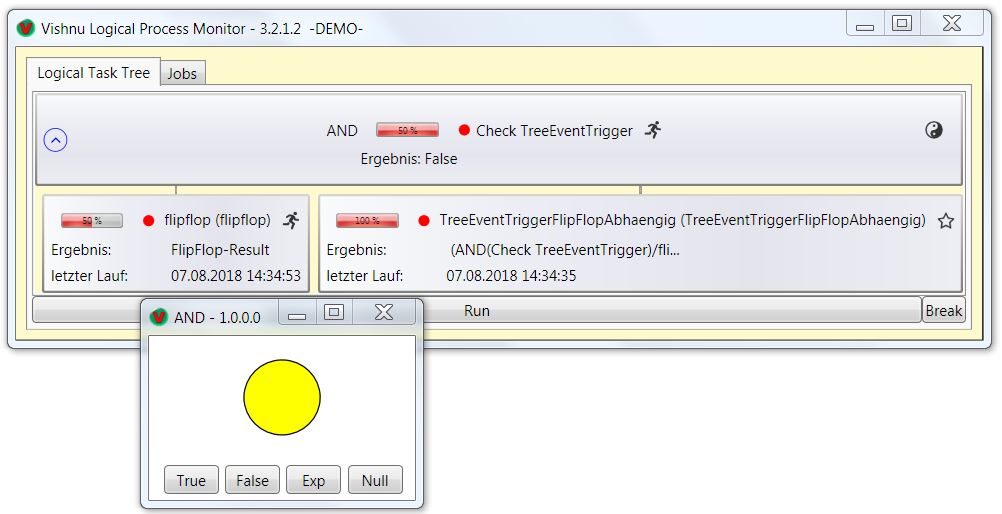 Vishnu Logical Process Monitor - 3.2.1.2 -DEMO-
Logical Task Tree Jobs
AND 50 % Check TreeEventTrigger
Ergebnis: False
50 % flipflop (flipflop)
Ergebnis: FlipFlop-Result
letzter Lauf: 07.08.2018 14:34:53
100 % TreeEventTriggerFlipFlopAbhaengig (TreeEventTriggerFlipFlopAbhaengig)
Ergebnis: (AND(Check TreeEventTrigger)/fli...
letzter Lauf: 07.08.2018 14:34:35
Run Break
AND - 1.0.0.0
True False Exp Null